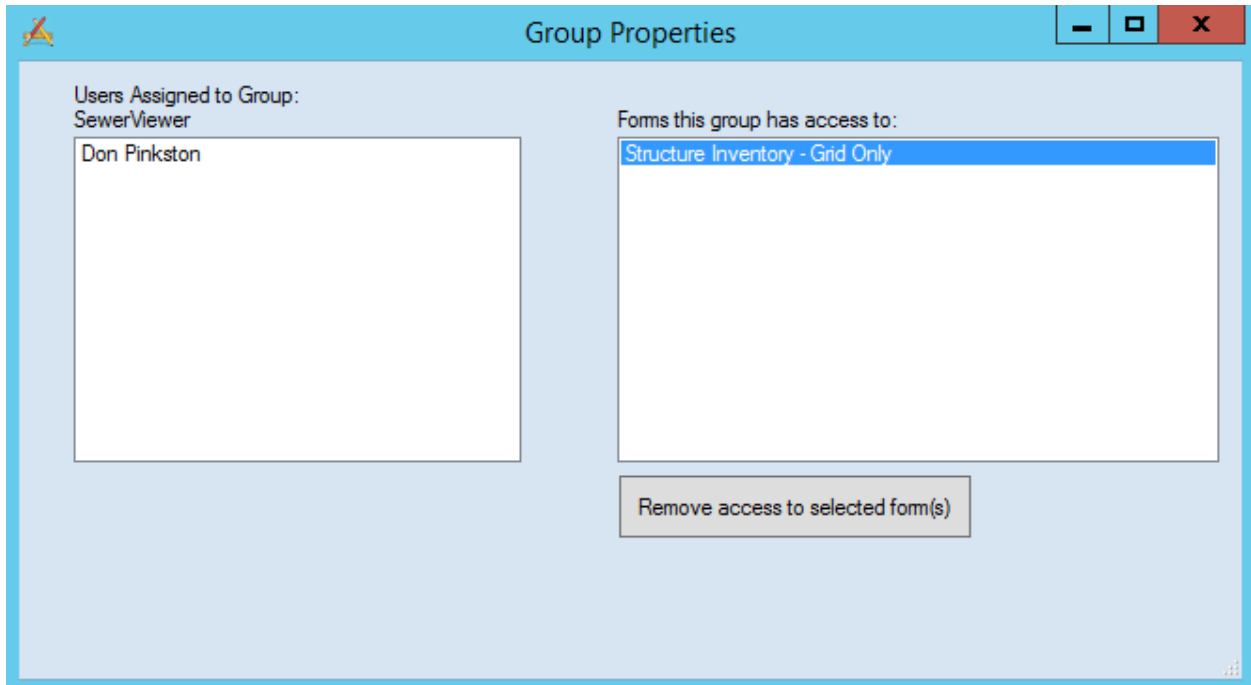 Group Properties
Users Assigned to Group:
SewerViewer
Don Pinkston
Forms this group has access to:
Structure Inventory - Grid Only
Remove access to selected form(s)